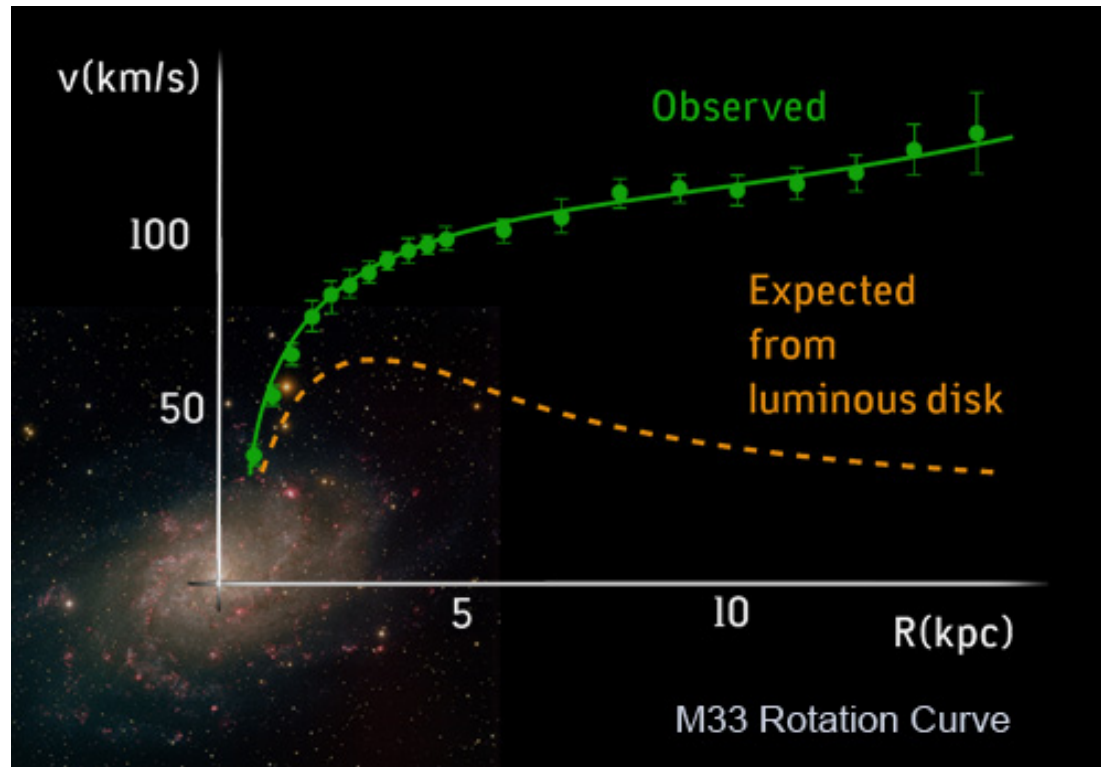 v(km/s)
Observed
100
Expected
from
luminous disk
50
5
10
R(kpc)
M33 Rotation Curve